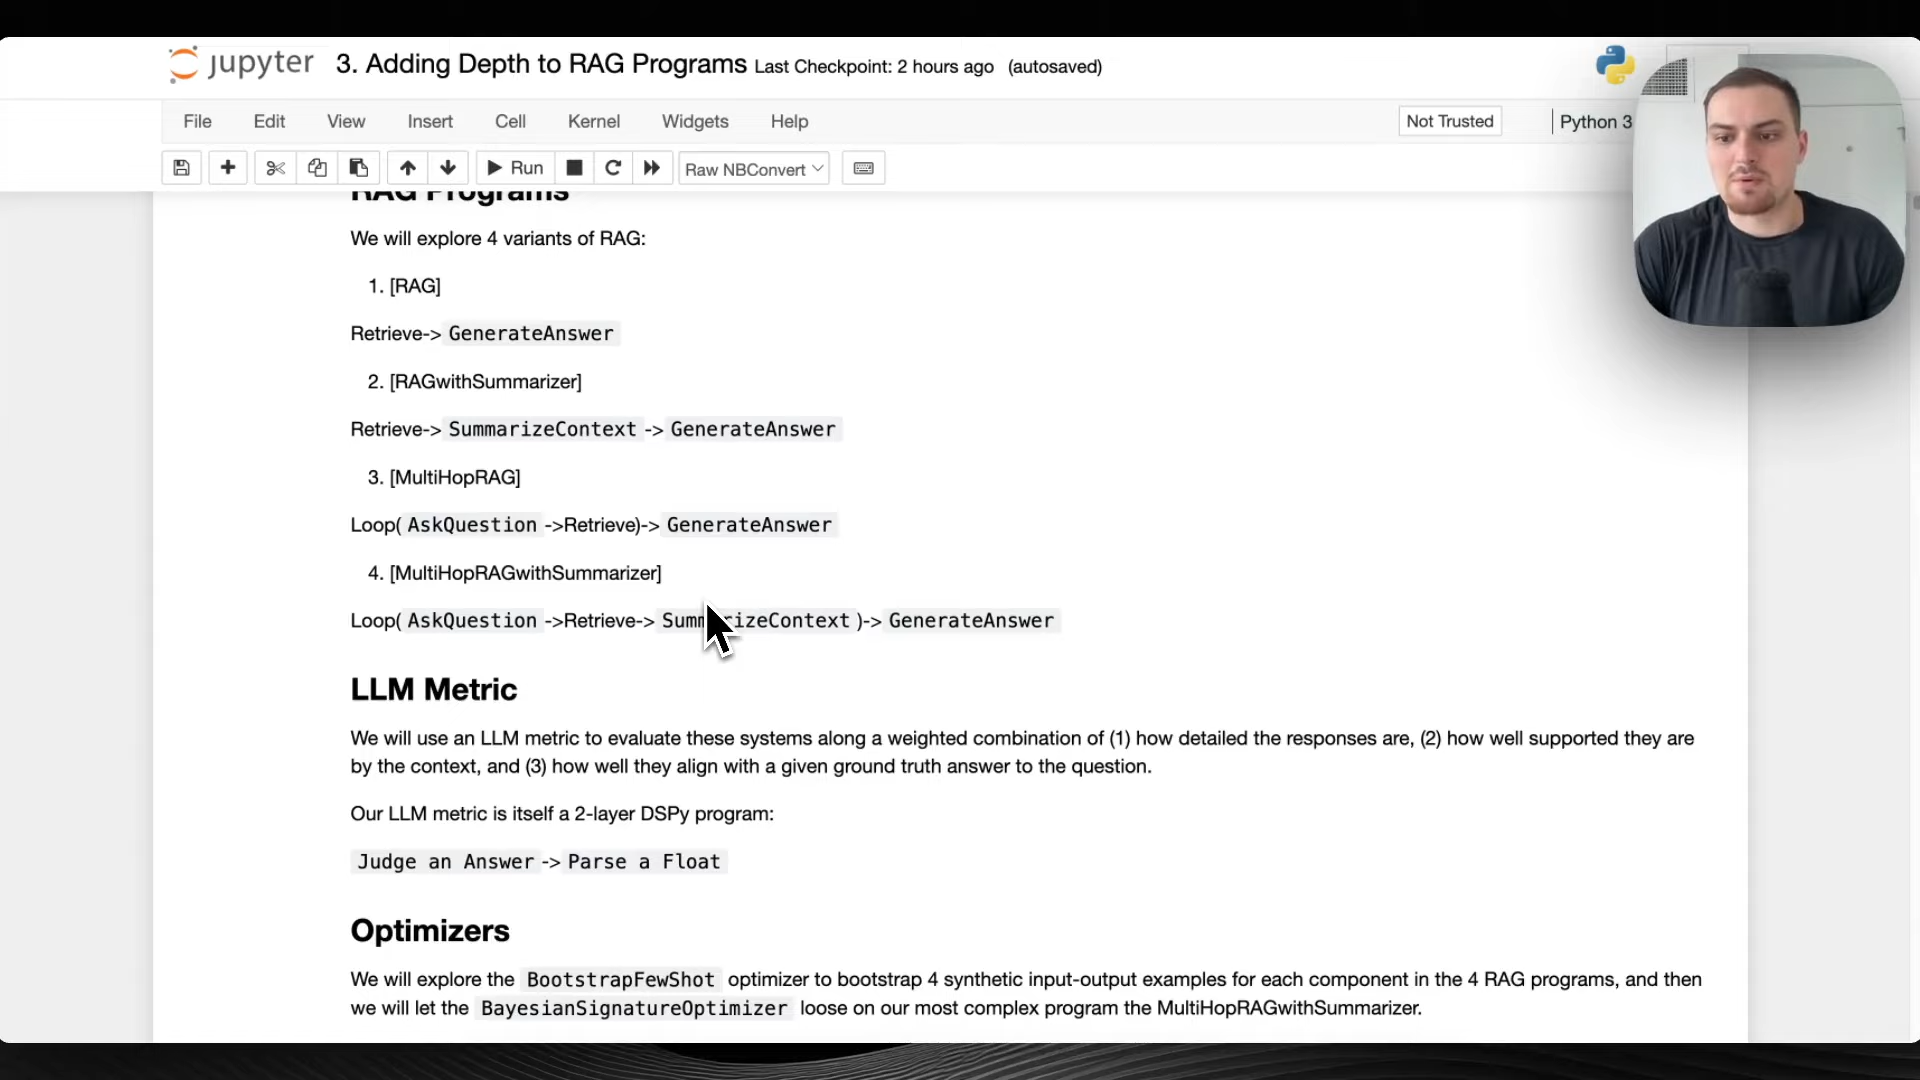 jupyter 3. Adding Depth to RAG Programs Last Checkpoint: 2 hours ago (autosaved)
File Edit View Insert Cell Kernel Widgets Help Not Trusted Python 3
Run Raw NBConvert
RAG Programs
We will explore 4 variants of RAG:
1. [RAG]
Retrieve-> GenerateAnswer
2. [RAGwithSummarizer]
Retrieve-> SummarizeContext -> GenerateAnswer
3. [MultiHopRAG]
Loop( AskQuestion ->Retrieve)-> GenerateAnswer
4. [MultiHopRAGwithSummarizer]
Loop( AskQuestion ->Retrieve-> SummarizeContext )-> GenerateAnswer
LLM Metric
We will use an LLM metric to evaluate these systems along a weighted combination of (1) how detailed the responses are, (2) how well supported they are
by the context, and (3) how well they align with a given ground truth answer to the question.
Our LLM metric is itself a 2-layer DSPy program:
Judge an Answer -> Parse a Float
Optimizers
We will explore the BootstrapFewShot optimizer to bootstrap 4 synthetic input-output examples for each component in the 4 RAG programs, and then
we will let the BayesianSignatureOptimizer loose on our most complex program the MultiHopRAGwithSummarizer.